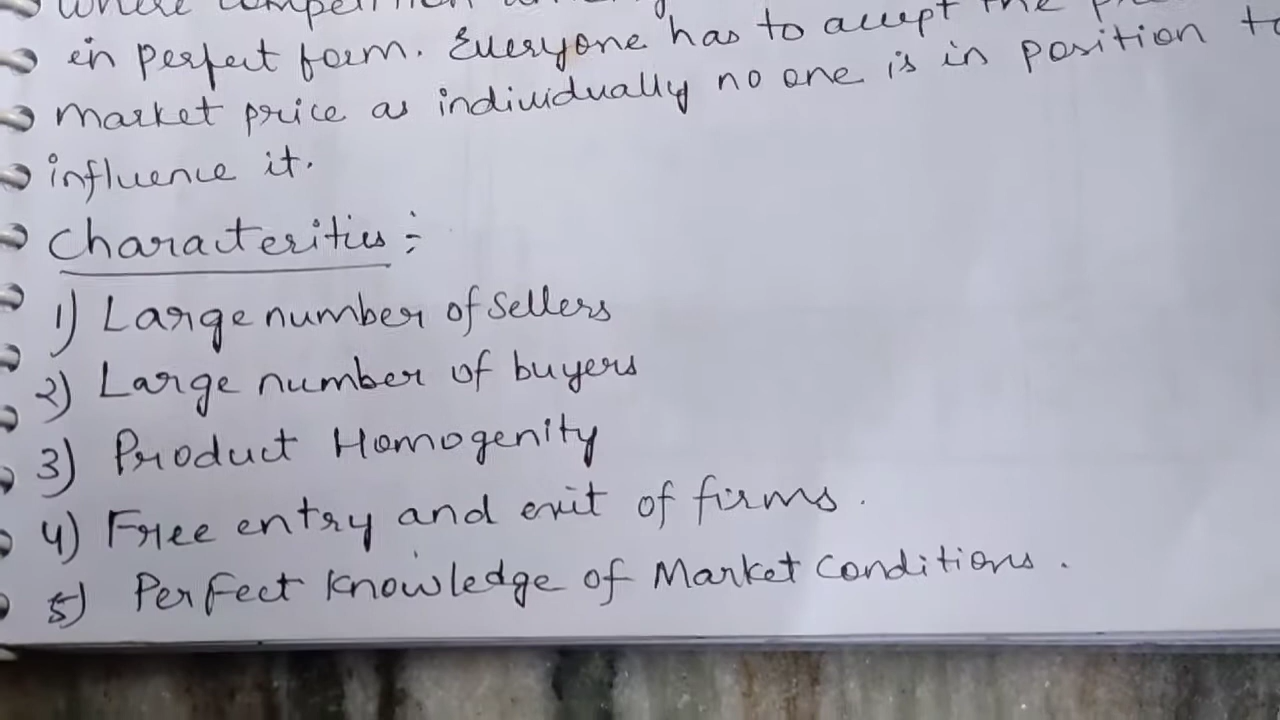 where
in perfect form. Everyone has to accept the
market price as individually no one is in position to
influence it.
Characterities :-
1) Large number of Sellers
2) Large number of buyers
3) Product Homogenity
4) Free entry and exit of firms.
5) Perfect Knowledge of Market Conditions.